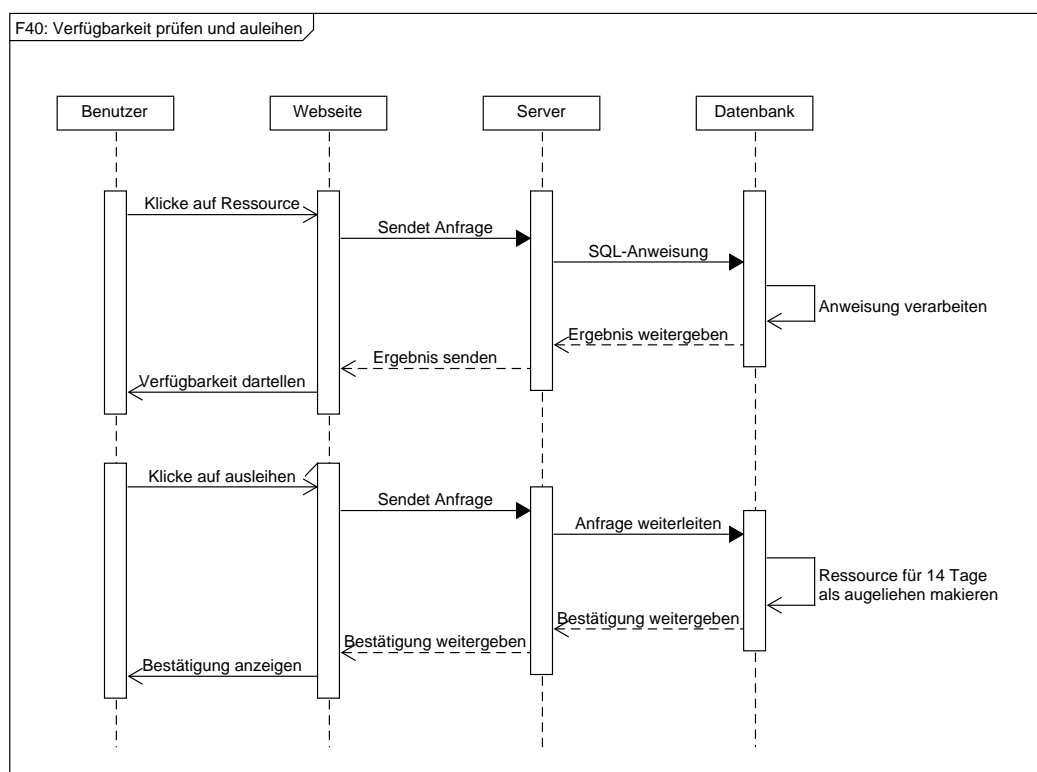 F40: Verfügbarkeit prüfen und auleihen
Benutzer
Webseite
Server
Datenbank
Klicke auf Ressource
Sendet Anfrage
SQL-Anweisung
Anweisung verarbeiten
Ergebnis weitergeben
Ergebnis senden
Verfügbarkeit dartellen
Klicke auf ausleihen
Sendet Anfrage
Anfrage weiterleiten
Ressource für 14 Tage
als augeliehen makieren
Bestätigung weitergeben
Bestätigung weitergeben
Bestätigung anzeigen